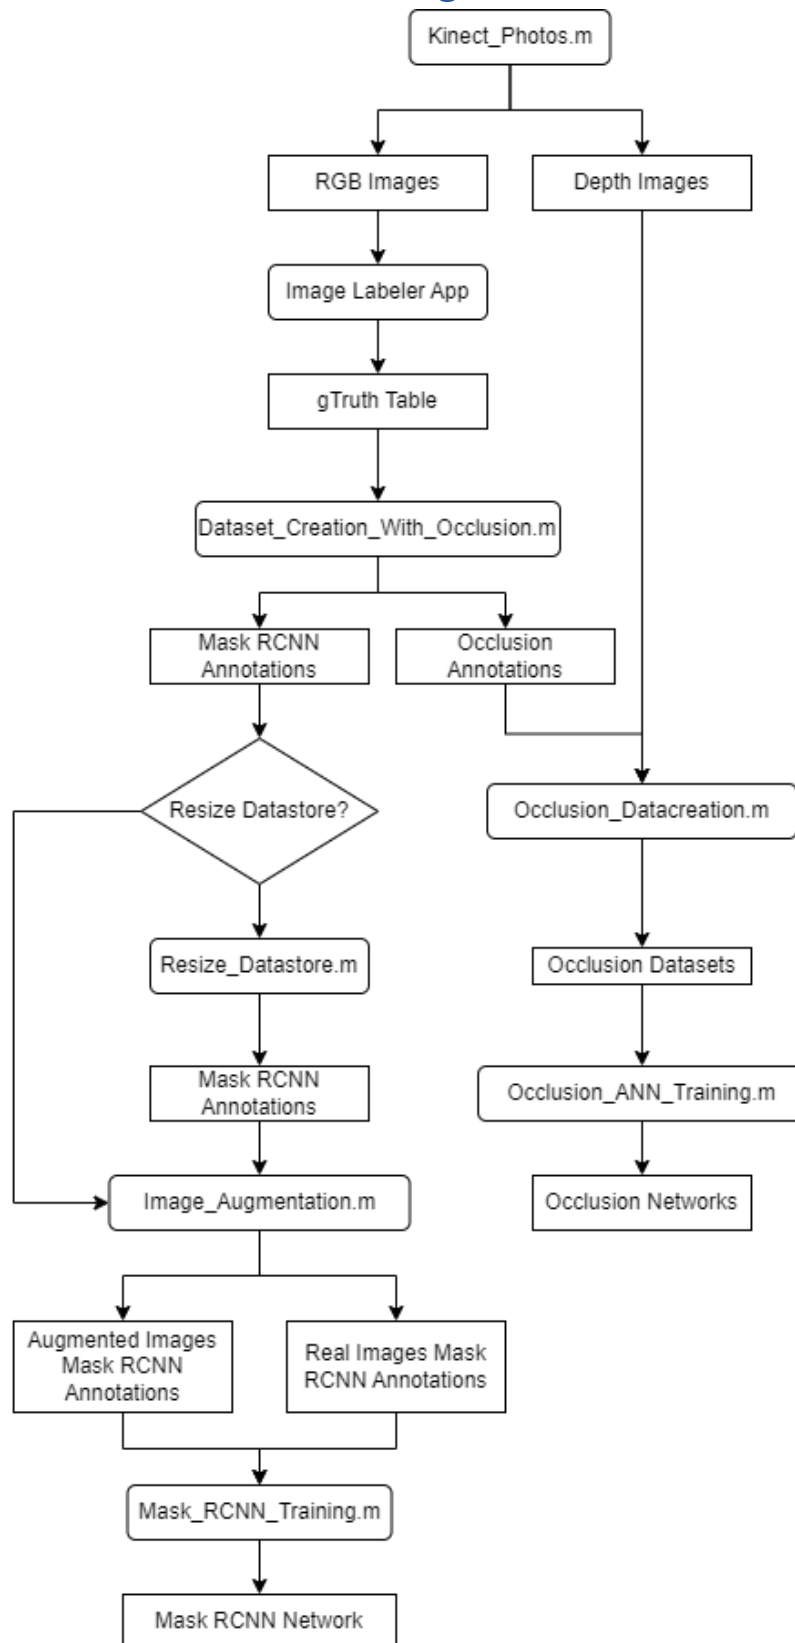 Kinect_Photos.m
RGB Images
Depth Images
Image Labeler App
gTruth Table
Dataset_Creation_With_Occlusion.m
Mask RCNN
Annotations
Occlusion
Annotations
Resize Datastore?
Occlusion_Datacreation.m
Resize_Datastore.m
Occlusion Datasets
Mask RCNN
Annotations
Occlusion_ANN_Training.m
Image_Augmentation.m
Occlusion Networks
Augmented Images
Mask RCNN
Annotations
Real Images Mask
RCNN Annotations
Mask_RCNN_Training.m
Mask RCNN Network